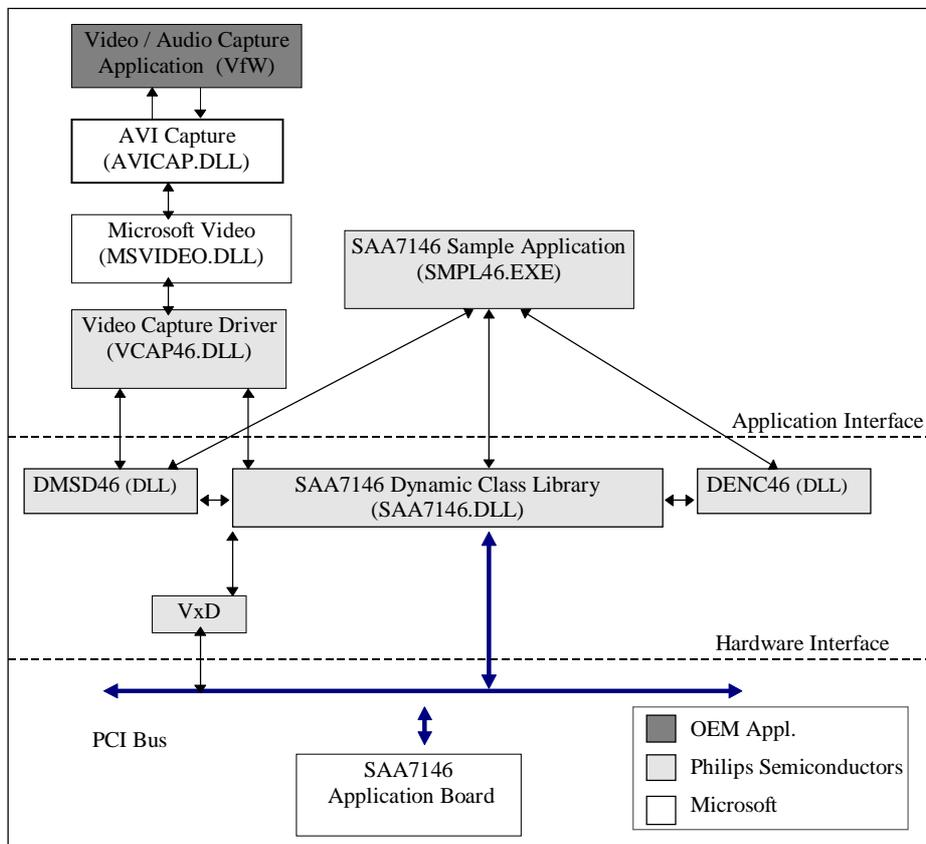 Video / Audio Capture
Application (VfW)
AVI Capture
(AVICAP.DLL)
Microsoft Video
(MSVIDEO.DLL)
SAA7146 Sample Application
(SMPL46.EXE)
Video Capture Driver
(VCAP46.DLL)
Application Interface
DMSD46 (DLL)
SAA7146 Dynamic Class Library
(SAA7146.DLL)
DENC46 (DLL)
VxD
Hardware Interface
PCI Bus
SAA7146
Application Board
OEM Appl.
Philips Semiconductors
Microsoft